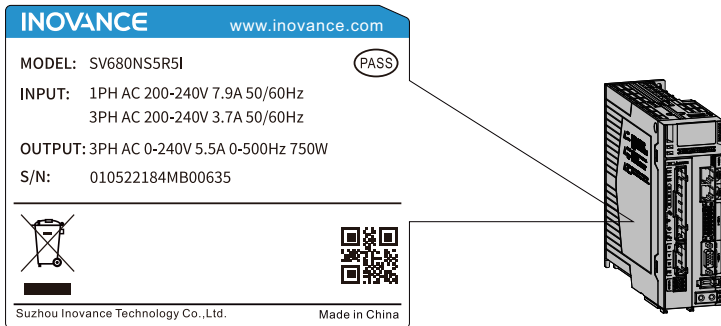 INOVANCE www.inovance.com
MODEL: SV680NS5R5I PASS
INPUT: 1PH AC 200-240V 7.9A 50/60Hz
3PH AC 200-240V 3.7A 50/60Hz
OUTPUT: 3PH AC 0-240V 5.5A 0-500Hz 750W
S/N: 010522184MB00635
Suzhou Inovance Technology Co.,Ltd. Made in China